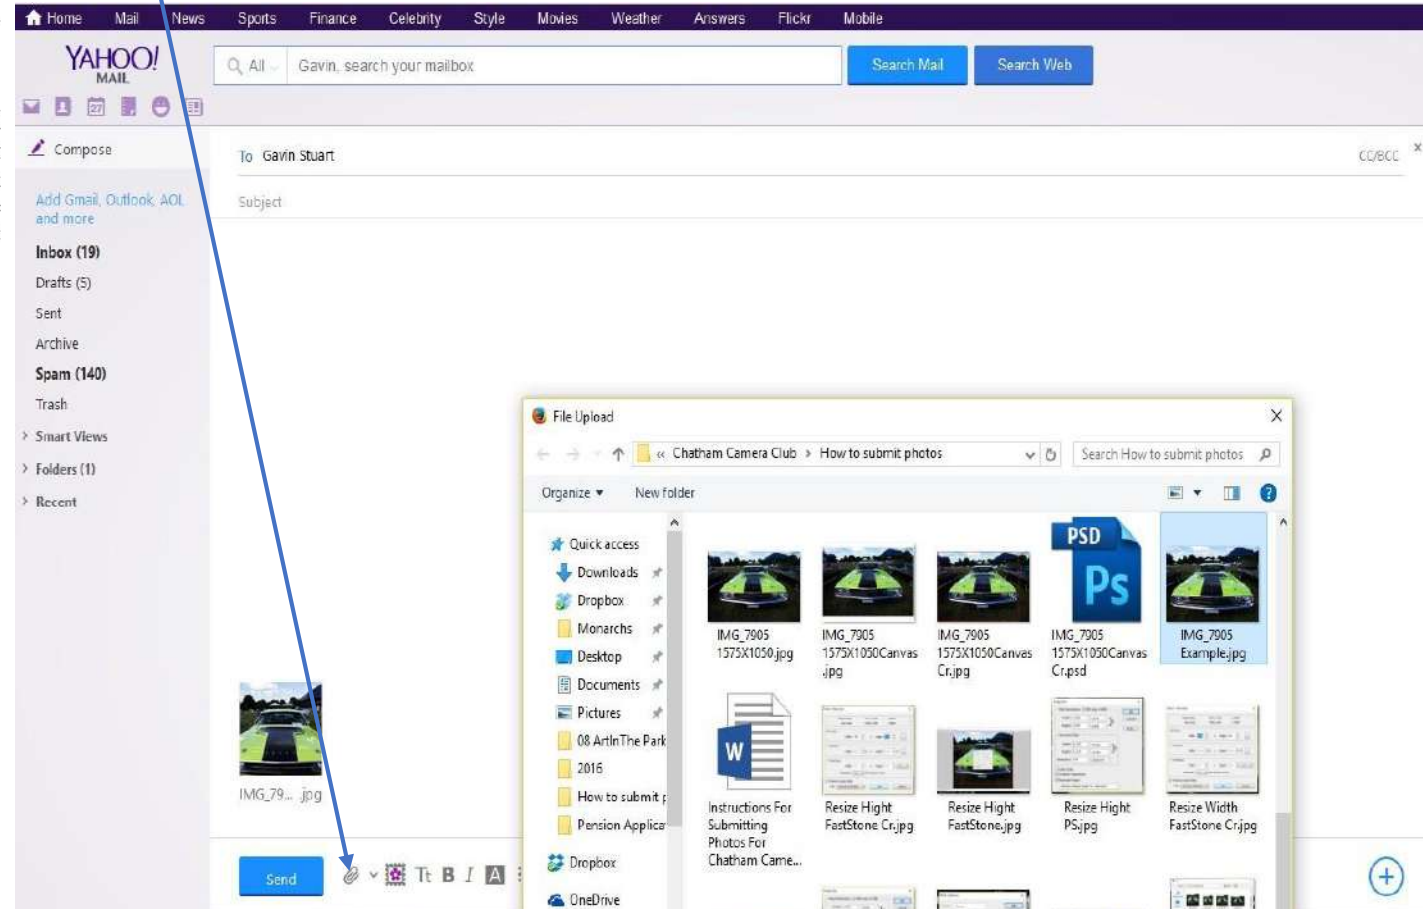 Home Mail News Sports Finance Celebrity Style Movies Weather Answers Flickr Mobile
YAHOO!
MAIL
All Gavin, search your mailbox
Search Mail Search Web
27
Compose
To Gavin Stuart
CC/BCC X
Add Gmail, Outlook, AOL
and more
Subject
Inbox (19)
Drafts (5)
Sent
Archive
Spam (140)
Trash
> Smart Views
> Folders (1)
> Recent
File Upload X
« Chatham Camera Club > How to submit photos
Search How to submit photos
Organize New folder
?
Quick access
Downloads
Dropbox
Monarchs
Desktop
Documents
Pictures
08 ArtInThe Park
2016
How to submit p
Pension Applica
Dropbox
OneDrive
IMG_7905
1575X1050.jpg
IMG_7905
1575X1050Canvas
.jpg
IMG_7905
1575X1050Canvas
Cr.jpg
PSD
Ps
IMG_7905
1575X1050Canvas
Cr.psd
IMG_7905
Example.jpg
W
Instructions For
Submitting
Photos For
Chatham Came...
Resize Hight
FastStone Cr.jpg
Resize Hight
FastStone.jpg
Resize Hight
PS.jpg
Resize Width
FastStone Cr.jpg
IMG_79... .jpg
Send Tt B I A